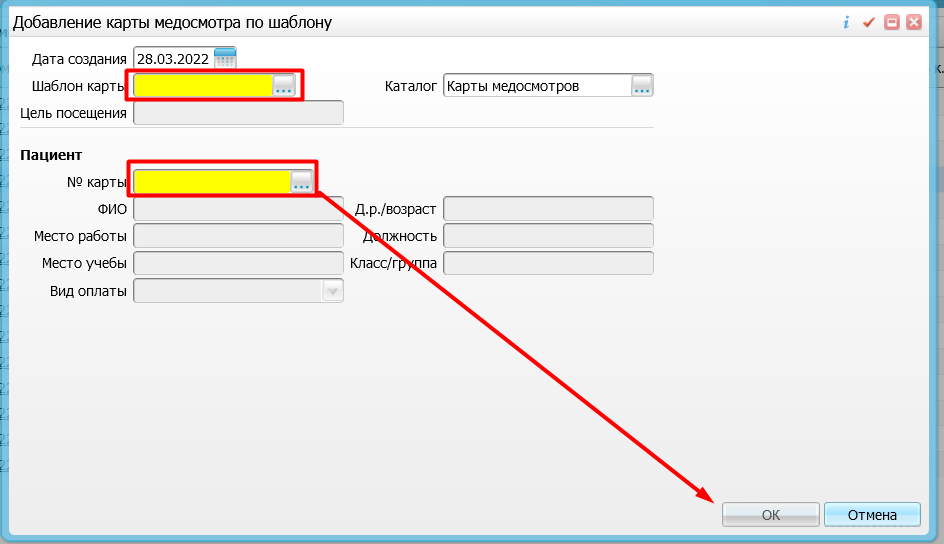 Добавление карты медосмотра по шаблону
Дата создания 28.03.2022
Шаблон карты ... Каталог Карты медосмотров ...
Цель посещения
Пациент
№ карты ...
ФИО Д.р./возраст
Место работы Должность
Место учебы Класс/группа
Вид оплаты
OK Отмена